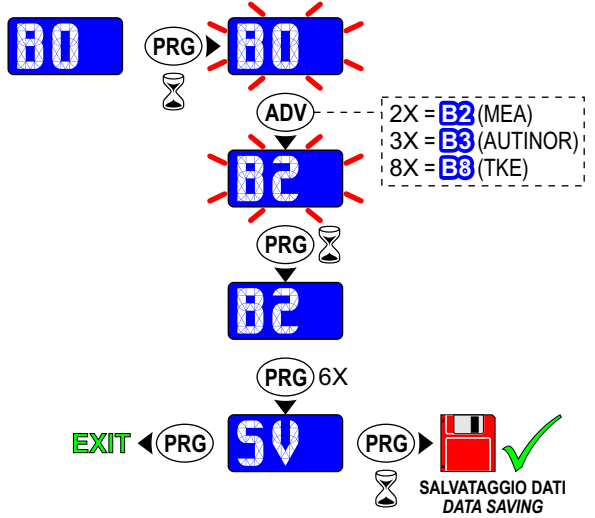 B0
PRG
B0
ADV
2X = B2 (MEA)
3X = B3 (AUTINOR)
8X = B8 (TKE)
B2
PRG
B2
PRG 6X
EXIT
PRG
SV
PRG
SALVATAGGIO DATI
DATA SAVING